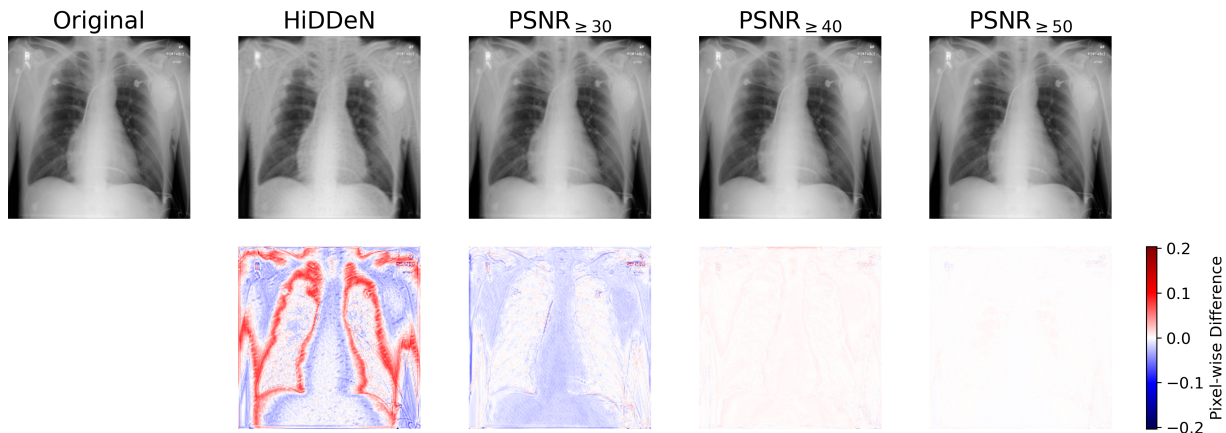 Original
HiDDeN
PSNR≥30
PSNR≥40
PSNR≥50
0.2
0.1
0.0
−0.1
−0.2
Pixel-wise Difference